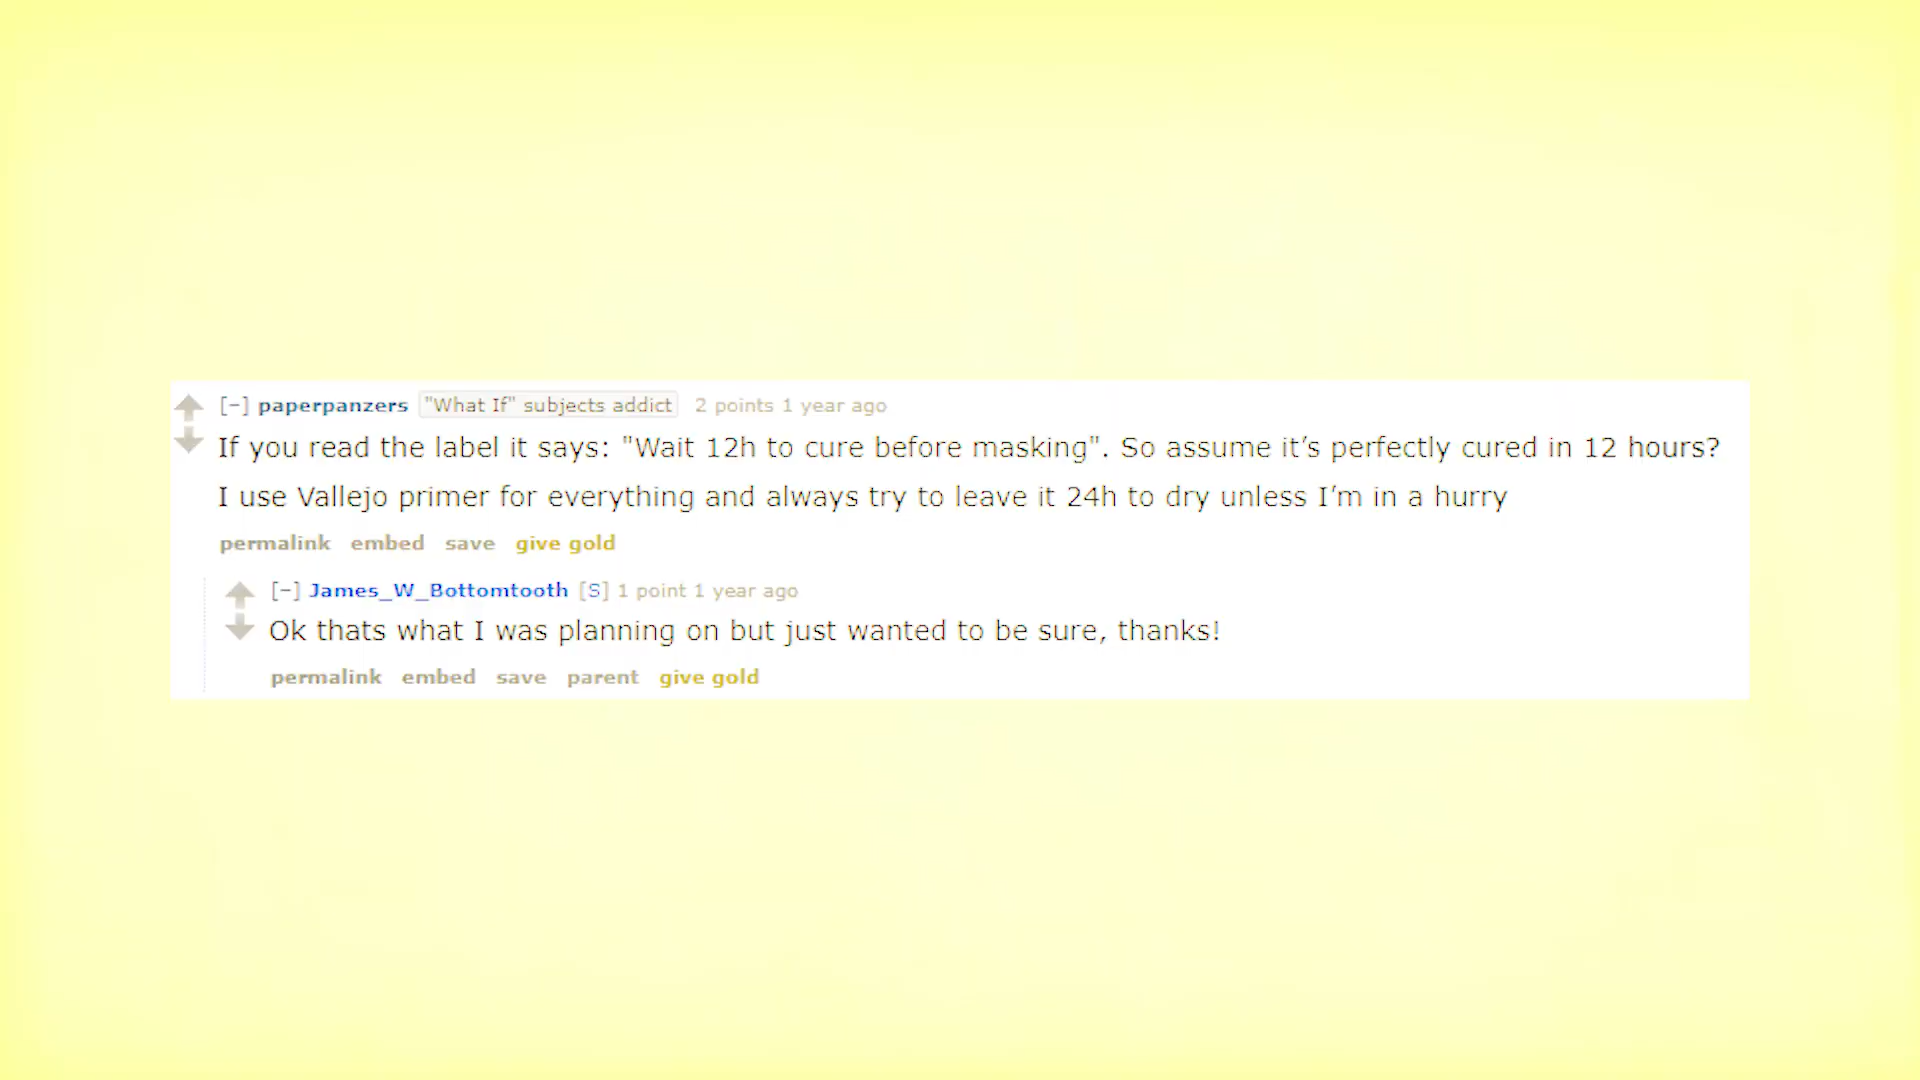 [-] paperpanzers "What If" subjects addict 2 points 1 year ago
If you read the label it says: "Wait 12h to cure before masking". So assume it’s perfectly cured in 12 hours?
I use Vallejo primer for everything and always try to leave it 24h to dry unless I’m in a hurry
permalink embed save give gold
[-] James_W_Bottomtooth [S] 1 point 1 year ago
Ok thats what I was planning on but just wanted to be sure, thanks!
permalink embed save parent give gold